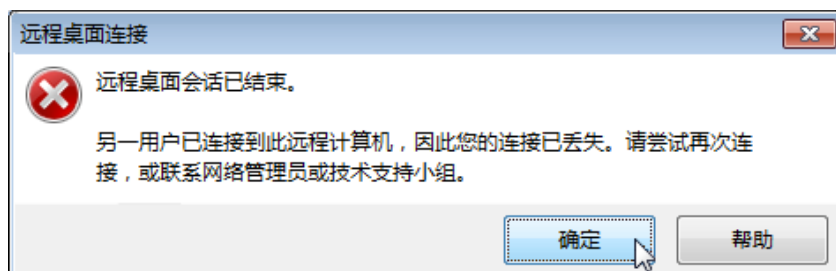 远程桌面连接
远程桌面会话已结束。
另一用户已连接到此远程计算机，因此您的连接已丢失。请尝试再次连
接，或联系网络管理员或技术支持小组。
确定
帮助